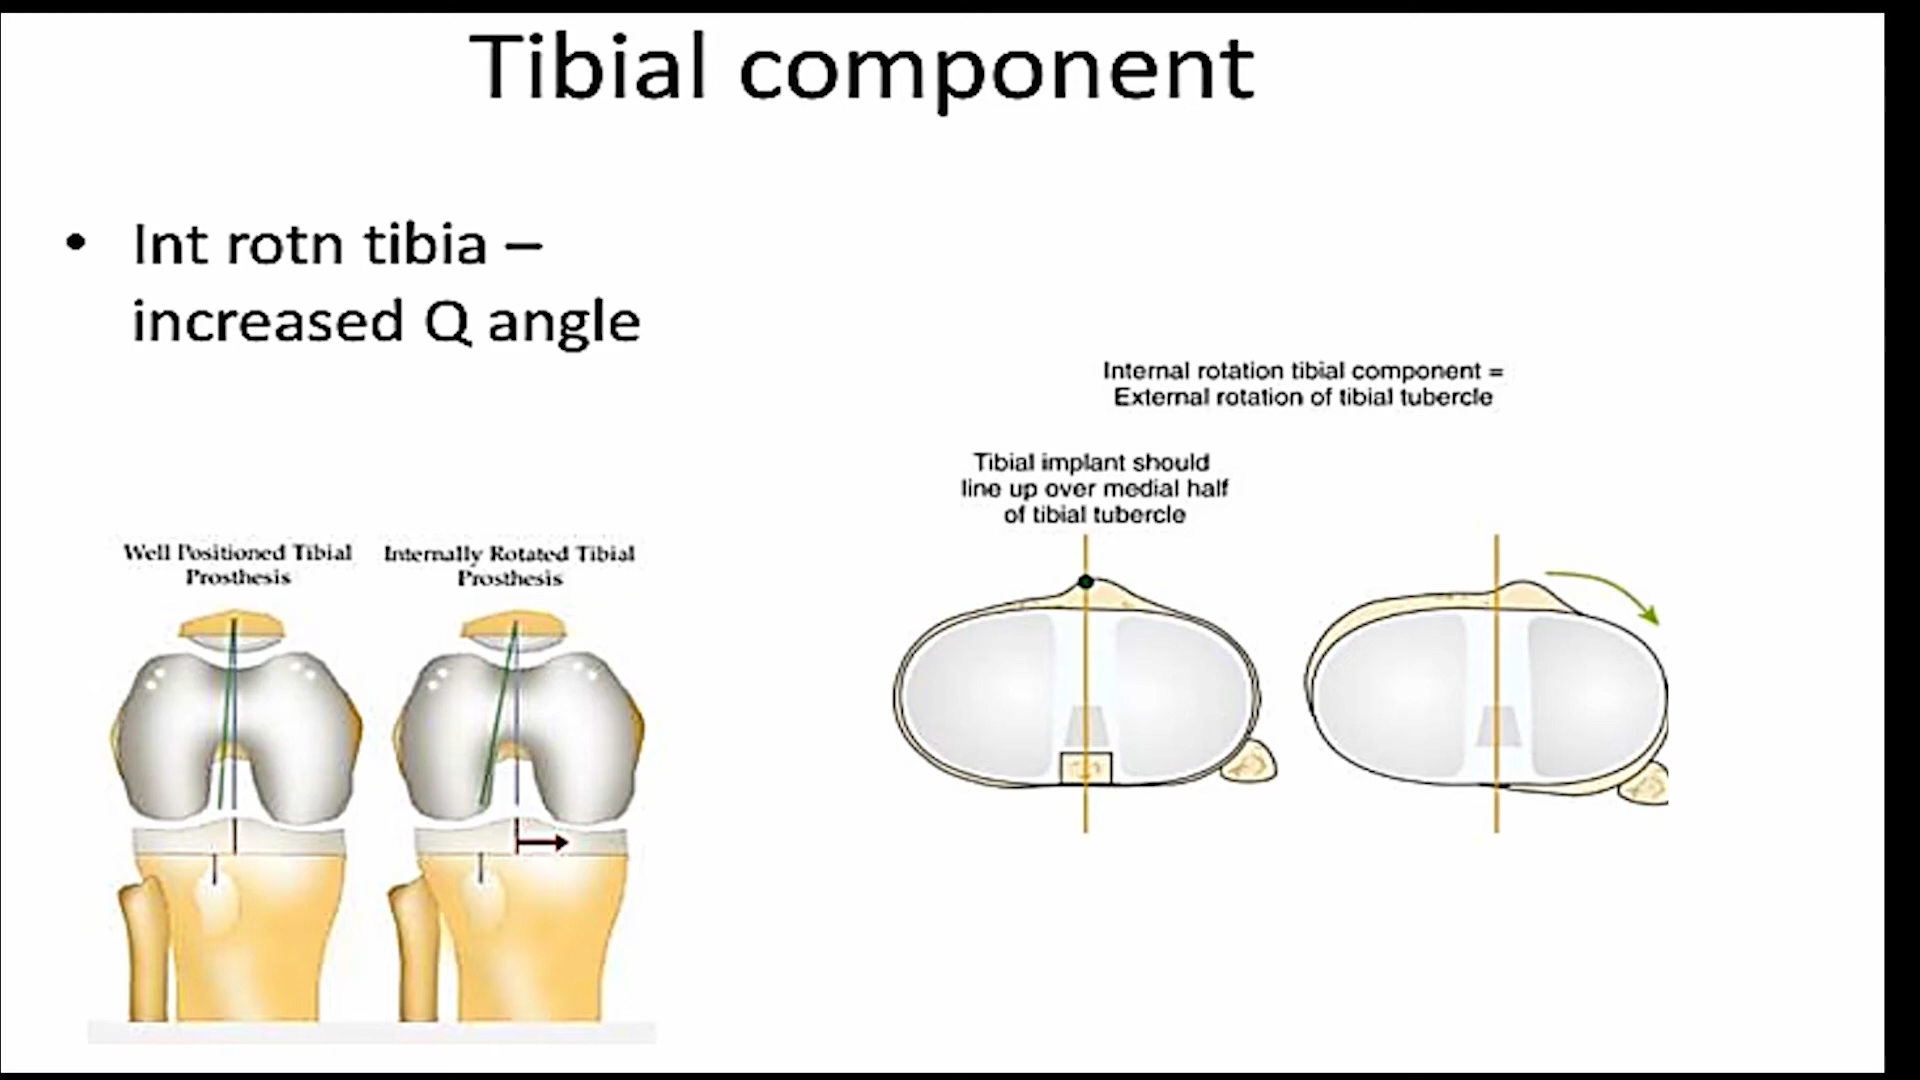 Tibial component
• Int rotn tibia –
increased Q angle
Internal rotation tibial component =
External rotation of tibial tubercle
Tibial implant should
line up over medial half
of tibial tubercle
Well Positioned Tibial
Prosthesis
Internally Rotated Tibial
Prosthesis